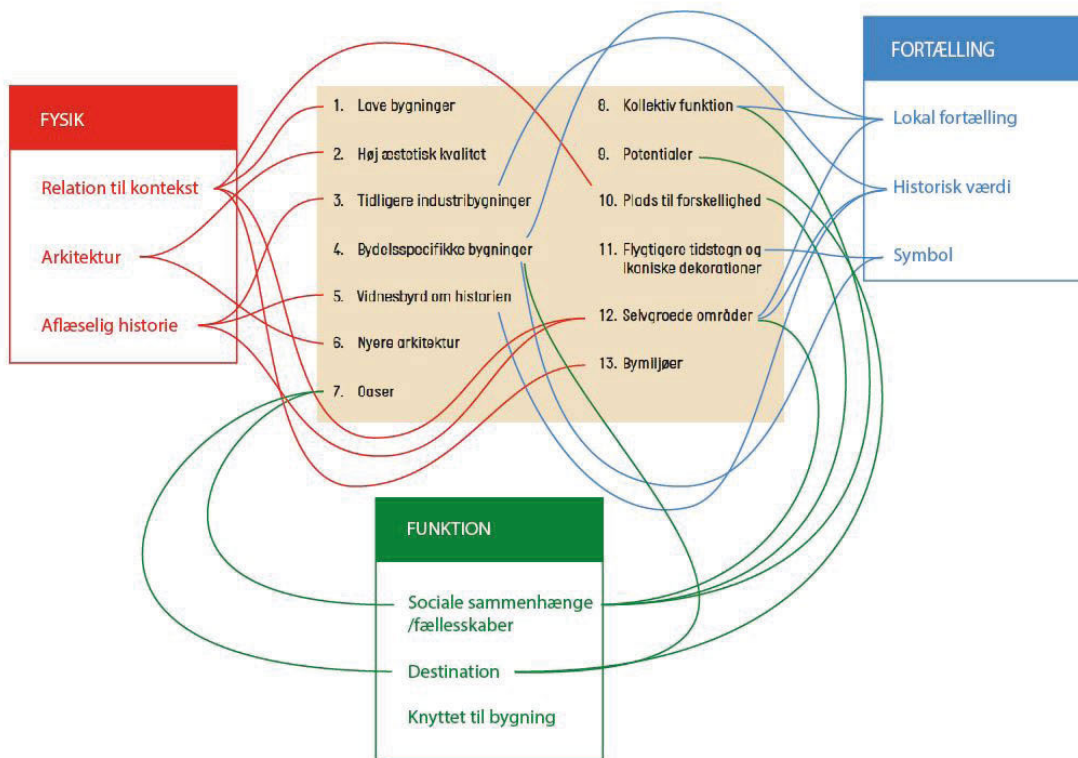 FYSIK
Relation til kontekst
Arkitektur
Aflæselig historie
1. Lave bygninger
2. Høj æstetisk kvalitet
3. Tidligere industribygninger
4. Bydelsspecifikke bygninger
5. Vidnesbyrd om historien
6. Nyere arkitektur
7. Oaser
8. Kollektiv funktion
9. Potentialer
10. Plads til forskellighed
11. Flygtigere tidstegn og
ikoniske dekorationer
12. Selvgroede områder
13. Bymiljøer
FORTÆLLING
Lokal fortælling
Historisk værdi
Symbol
FUNKTION
Sociale sammenhænge
/fællesskaber
Destination
Knyttet til bygning